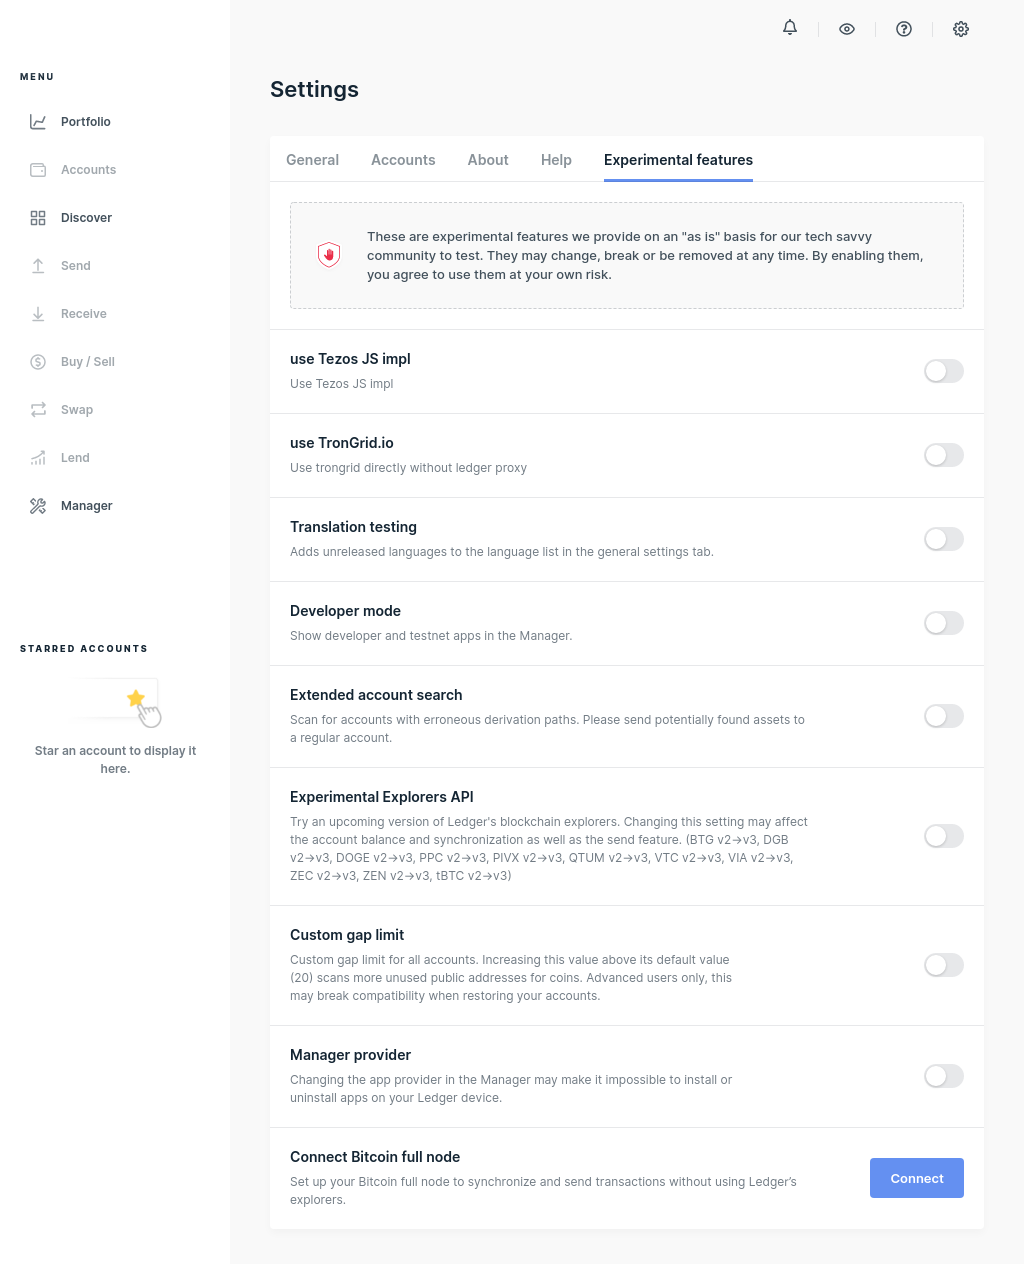 MENU
Portfolio
Accounts
Discover
Send
Receive
Buy / Sell
Swap
Lend
Manager
STARRED ACCOUNTS
Star an account to display it
here.
Settings
General Accounts About Help Experimental features
These are experimental features we provide on an "as is" basis for our tech savvy
community to test. They may change, break or be removed at any time. By enabling them,
you agree to use them at your own risk.
use Tezos JS impl
Use Tezos JS impl
use TronGrid.io
Use trongrid directly without ledger proxy
Translation testing
Adds unreleased languages to the language list in the general settings tab.
Developer mode
Show developer and testnet apps in the Manager.
Extended account search
Scan for accounts with erroneous derivation paths. Please send potentially found assets to
a regular account.
Experimental Explorers API
Try an upcoming version of Ledger's blockchain explorers. Changing this setting may affect
the account balance and synchronization as well as the send feature. (BTG v2→v3, DGB
v2→v3, DOGE v2→v3, PPC v2→v3, PIVX v2→v3, QTUM v2→v3, VTC v2→v3, VIA v2→v3,
ZEC v2→v3, ZEN v2→v3, tBTC v2→v3)
Custom gap limit
Custom gap limit for all accounts. Increasing this value above its default value
(20) scans more unused public addresses for coins. Advanced users only, this
may break compatibility when restoring your accounts.
Manager provider
Changing the app provider in the Manager may make it impossible to install or
uninstall apps on your Ledger device.
Connect Bitcoin full node
Set up your Bitcoin full node to synchronize and send transactions without using Ledger’s
explorers.
Connect